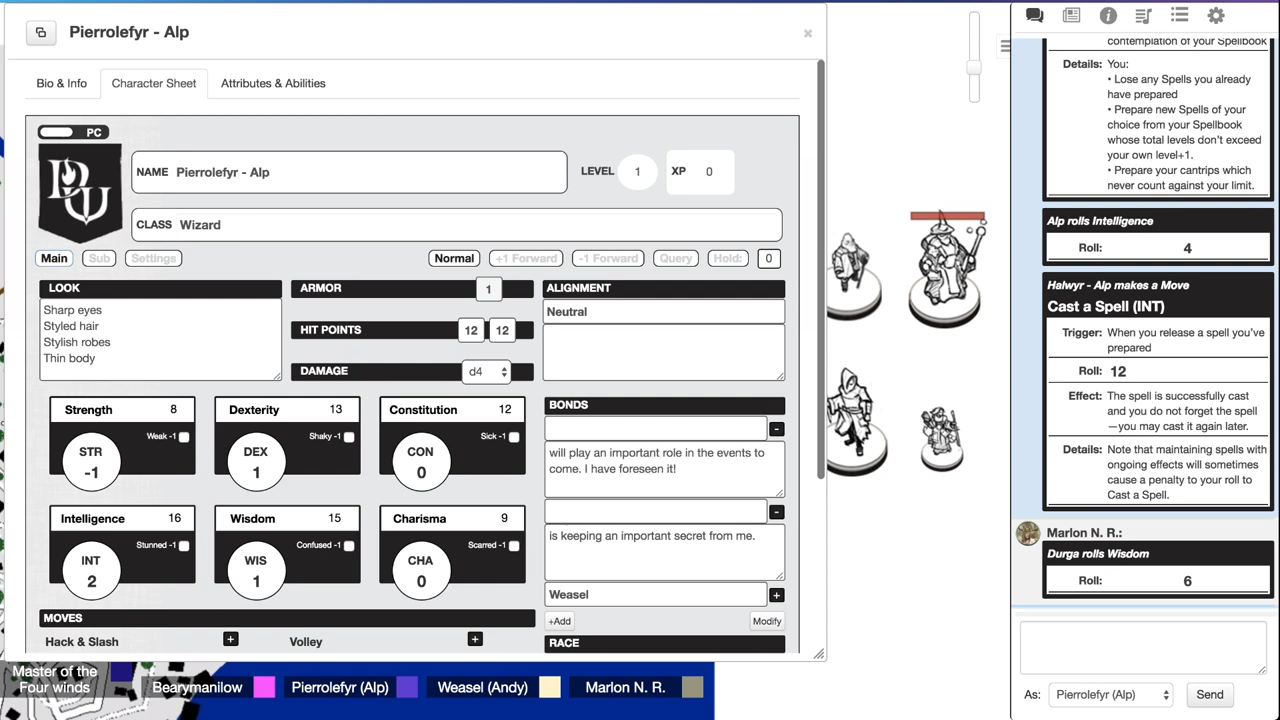 Pierrolefyr - Alp
Bio & Info
Character Sheet
Attributes & Abilities
PC
DU
NAME Pierrolefyr - Alp
LEVEL 1
XP 0
CLASS Wizard
Main
Sub
Settings
Normal
+1 Forward
-1 Forward
Query
Hold:
0
LOOK
Sharp eyes
Styled hair
Stylish robes
Thin body
ARMOR 1
HIT POINTS 12 12
DAMAGE d4
ALIGNMENT
Neutral
Strength 8
Weak -1
STR
-1
Dexterity 13
Shaky -1
DEX
1
Constitution 12
Sick -1
CON
0
Intelligence 16
Stunned -1
INT
2
Wisdom 15
Confused -1
WIS
1
Charisma 9
Scarred -1
CHA
0
BONDS
-
will play an important role in the events to
come. I have foreseen it!
-
is keeping an important secret from me.
Weasel +
+Add
Modify
RACE
MOVES
Hack & Slash +
Volley +
Master of the
Four winds
Bearymanilow
Pierrolefyr (Alp)
Weasel (Andy)
Marlon N. R.
contemplation of your Spellbook
Details: You:
• Lose any Spells you already
have prepared
• Prepare new Spells of your
choice from your Spellbook
whose total levels don't exceed
your own level+1.
• Prepare your cantrips which
never count against your limit.
Alp rolls Intelligence
Roll: 4
Halwyr - Alp makes a Move
Cast a Spell (INT)
Trigger: When you release a spell you've
prepared
Roll: 12
Effect: The spell is successfully cast
and you do not forget the spell
—you may cast it again later.
Details: Note that maintaining spells with
ongoing effects will sometimes
cause a penalty to your roll to
Cast a Spell.
Marlon N. R.:
Durga rolls Wisdom
Roll: 6
As: Pierrolefyr (Alp)
Send